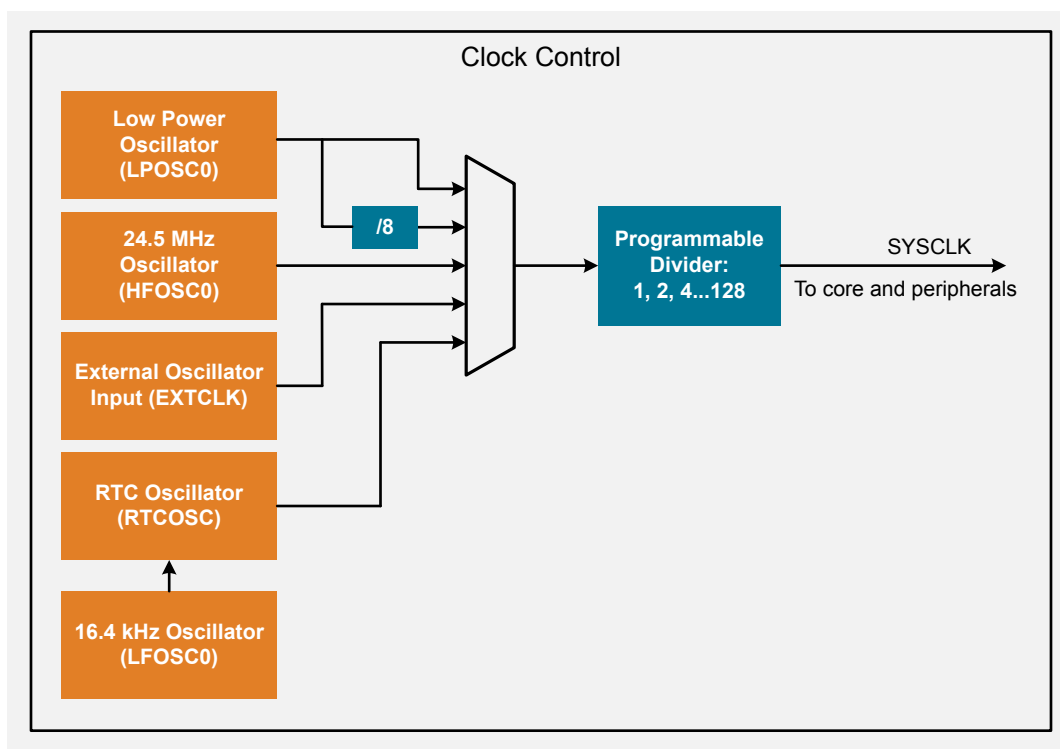 Clock Control
Low Power
Oscillator
(LPOSC0)
/8
24.5 MHz
Oscillator
(HFOSC0)
Programmable
Divider:
1, 2, 4...128
SYSCLK
To core and peripherals
External Oscillator
Input (EXTCLK)
RTC Oscillator
(RTCOSC)
16.4 kHz Oscillator
(LFOSC0)